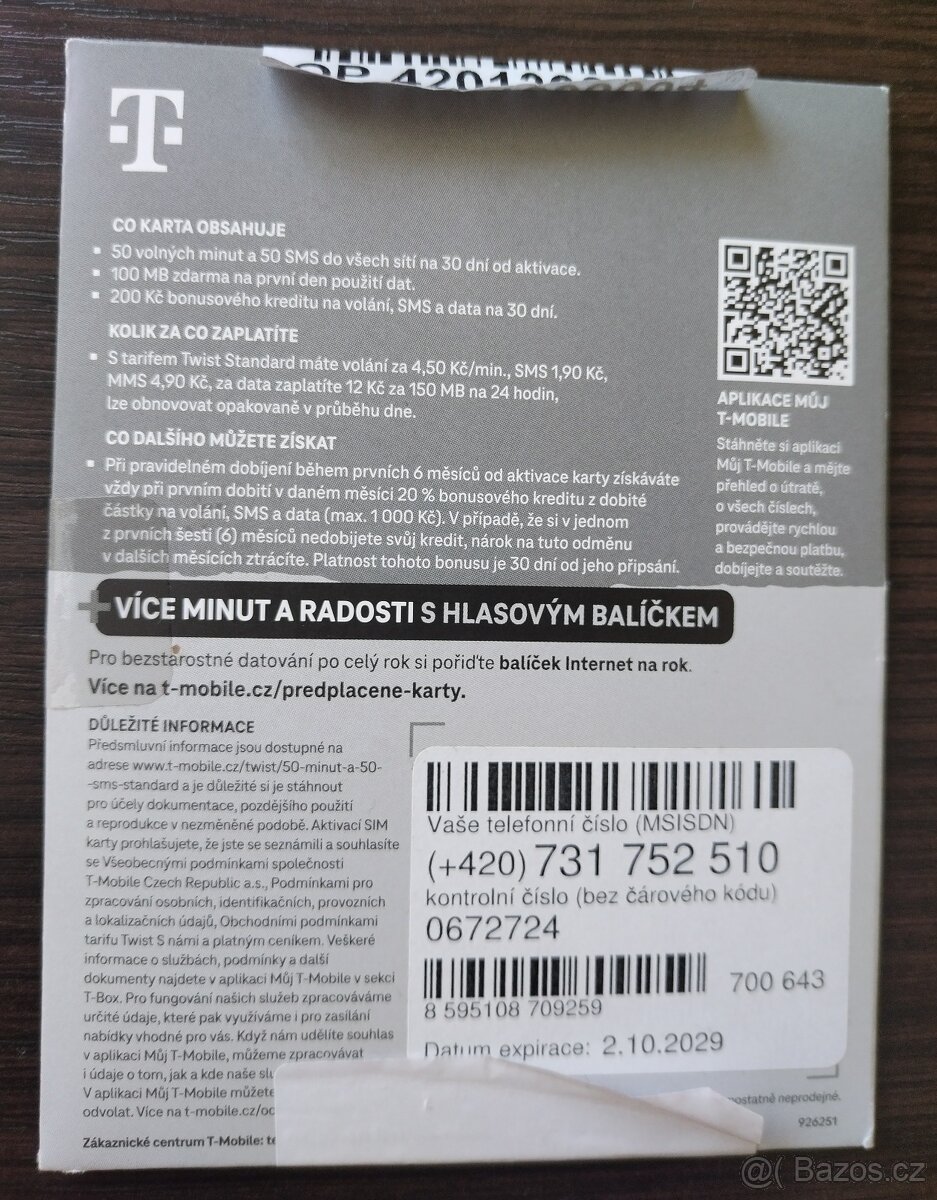 T
CO KARTA OBSAHUJE
▪ 50 volných minut a 50 SMS do všech sítí na 30 dní od aktivace.
▪ 100 MB zdarma na první den použití dat.
▪ 200 Kč bonusového kreditu na volání, SMS a data na 30 dní.
KOLIK ZA CO ZAPLATÍTE
▪ S tarifem Twist Standard máte volání za 4,50 Kč/min., SMS 1,90 Kč,
MMS 4,90 Kč, za data zaplatíte 12 Kč za 150 MB na 24 hodin,
lze obnovovat opakovaně v průběhu dne.
CO DALŠÍHO MŮŽETE ZÍSKAT
▪ Při pravidelném dobíjení během prvních 6 měsíců od aktivace karty získáváte
vždy při prvním dobití v daném měsíci 20 % bonusového kreditu z dobité
částky na volání, SMS a data (max. 1 000 Kč). V případě, že si v jednom
z prvních šesti (6) měsíců nedobijete svůj kredit, nárok na tuto odměnu
v dalších měsících ztrácíte. Platnost tohoto bonusu je 30 dní od jeho připsání.
APLIKACE MŮJ
T-MOBILE
Stáhněte si aplikaci
Můj T-Mobile a mějte
přehled o útratě,
o všech číslech,
provádějte rychlou
a bezpečnou platbu,
dobíjejte a soutěžte.
+ VÍCE MINUT A RADOSTI S HLASOVÝM BALÍČKEM
Pro bezstarostné datování po celý rok si pořiďte balíček Internet na rok.
Více na t-mobile.cz/predplacene-karty.
DŮLEŽITÉ INFORMACE
Předsmluvní informace jsou dostupné na
adrese www.t-mobile.cz/twist/50-minut-a-50-
-sms-standard a je důležité si je stáhnout
pro účely dokumentace, pozdějšího použití
a reprodukce v nezměněné podobě. Aktivací SIM
karty prohlašujete, že jste se seznámili a souhlasíte
se Všeobecnými podmínkami společnosti
T-Mobile Czech Republic a.s., Podmínkami pro
zpracování osobních, identifikačních, provozních
a lokalizačních údajů, Obchodními podmínkami
tarifu Twist S námi a platným ceníkem. Veškeré
informace o službách, podmínky a další
dokumenty najdete v aplikaci Můj T-Mobile v sekci
T-Box. Pro fungování našich služeb zpracováváme
určité údaje, které pak využíváme i pro zasílání
nabídky vhodné pro vás. Když nám udělíte souhlas
v aplikaci Můj T-Mobile, můžeme zpracovávat
i údaje o tom, jak a kde naše
V aplikaci Můj T-Mobile můžete
odvolat. Více na t-mobile.cz/oc
Zákaznické centrum T-Mobile:
Vaše telefonní číslo (MSISDN)
(+420) 731 752 510
kontrolní číslo (bez čárového kódu)
0672724
700 643
8 595108 709259
Datum expirace: 2.10.2029
neprodejné.
926251
@( Bazos.cz